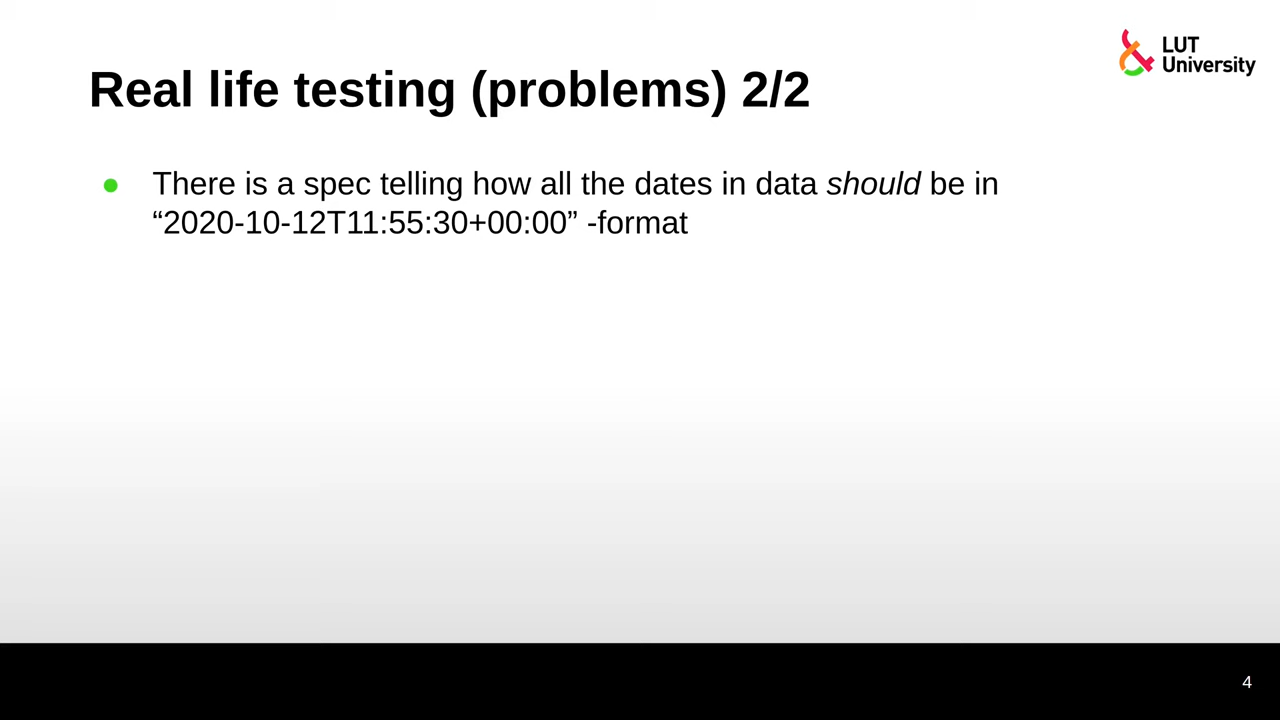 LUT
University
Real life testing (problems) 2/2
There is a spec telling how all the dates in data should be in
“2020-10-12T11:55:30+00:00” -format
4